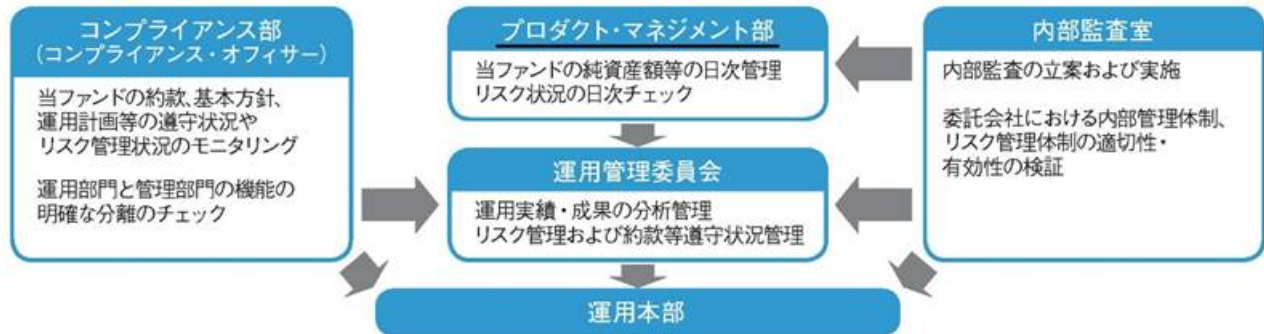 コンプライアンス部
(コンプライアンス・オフィサー)
当ファンドの約款、基本方針、
運用計画等の遵守状況や
リスク管理状況のモニタリング
運用部門と管理部門の機能の
明確な分離のチェック
プロダクト・マネジメント部
当ファンドの純資産額等の日次管理
リスク状況の日次チェック
運用管理委員会
運用実績・成果の分析管理
リスク管理および約款等遵守状況管理
内部監査室
内部監査の立案および実施
委託会社における内部管理体制、
リスク管理体制の適切性・
有効性の検証
運用本部